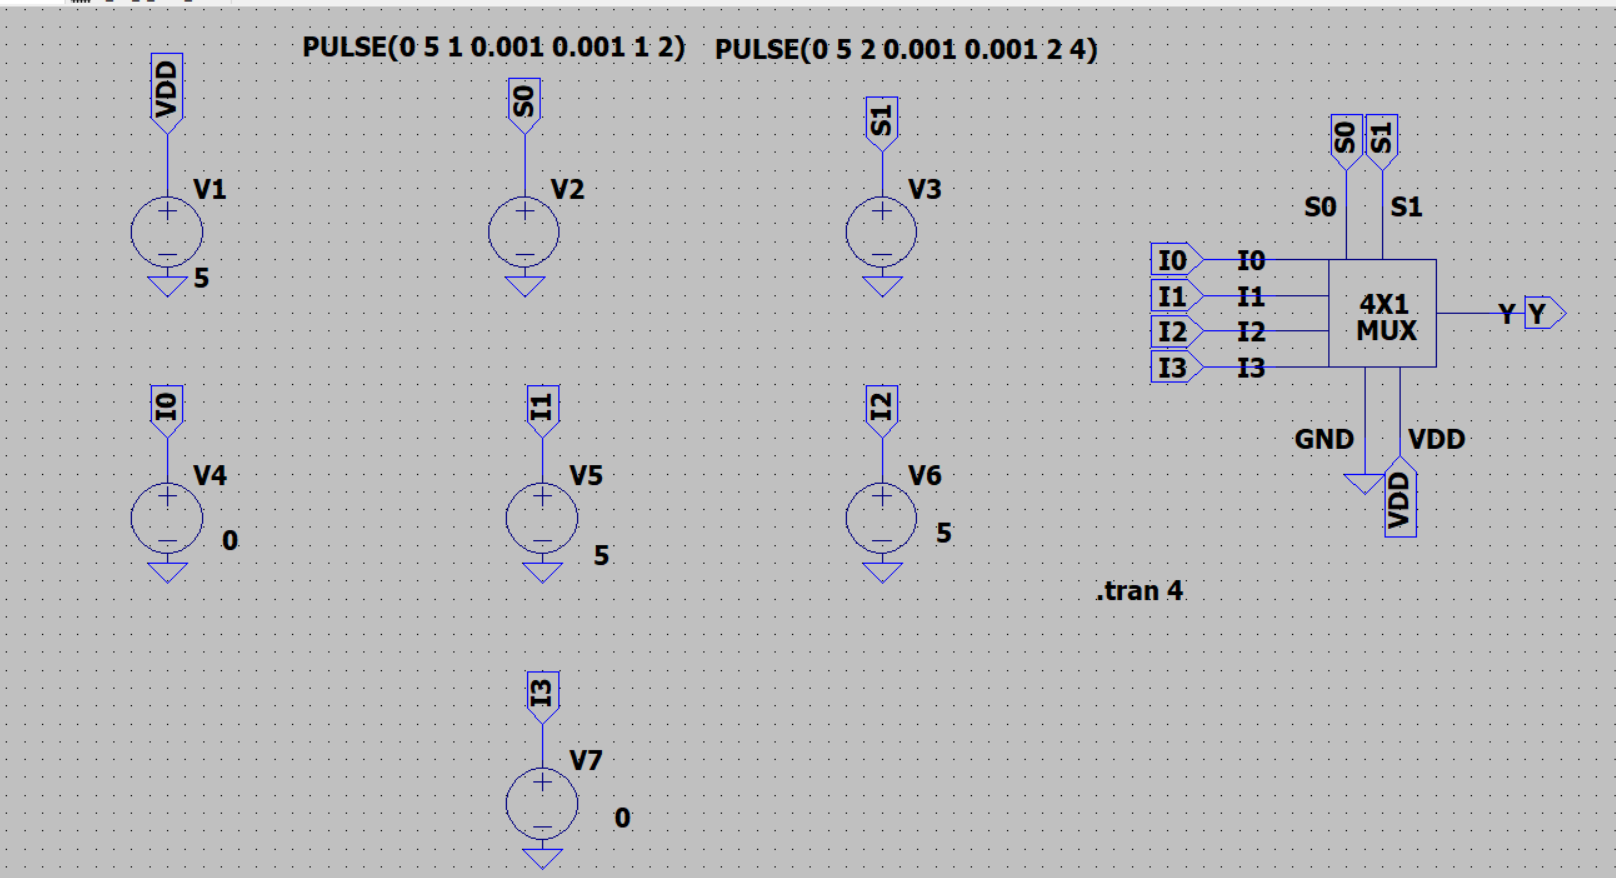 PULSE(0 5 1 0.001 0.001 1 2)
PULSE(0 5 2 0.001 0.001 2 4)
VDD
V1
5
S0
V2
S1
V3
I0
V4
0
I1
V5
5
I2
V6
5
I3
V7
0
S0
S1
S0
S1
I0
I0
I1
I1
I2
I2
I3
I3
4X1
MUX
Y
Y
GND
VDD
VDD
.tran 4